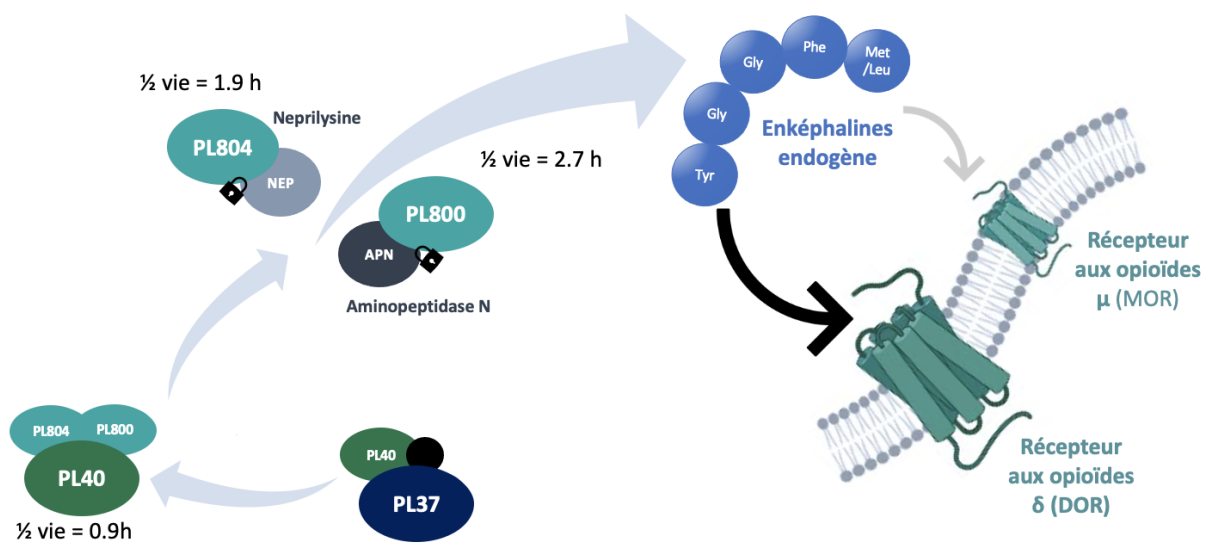 ½ vie = 1.9 h
Neprilysine
PL804
NEP
½ vie = 2.7 h
PL800
APN
Aminopeptidase N
Gly
Phe
Met
/Leu
Gly
Tyr
Enképhalines
endogène
Récepteur
aux opioïdes
µ (MOR)
PL804
PL800
PL40
½ vie = 0.9h
PL40
PL37
Récepteur
aux opioïdes
δ (DOR)